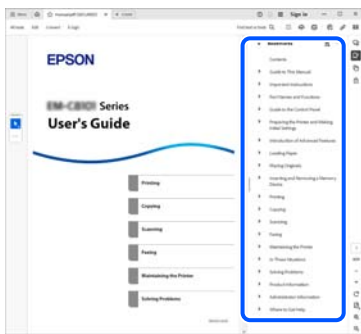 Menu
Sign in
EPSON
Series
User's Guide
Printing
Copying
Scanning
Faxing
Maintaining the Printer
Solving Problems
Bookmarks
Contents
Guide to This Manual
Important Instructions
Part Names and Functions
Guide to the Control Panel
Preparing the Printer and Making
Initial Settings
Introduction of Advanced Features
Loading Paper
Placing Originals
Inserting and Removing a Memory
Device
Printing
Copying
Scanning
Faxing
Maintaining the Printer
In These Situations
Solving Problems
Product Information
Administrator Information
Where to Get Help